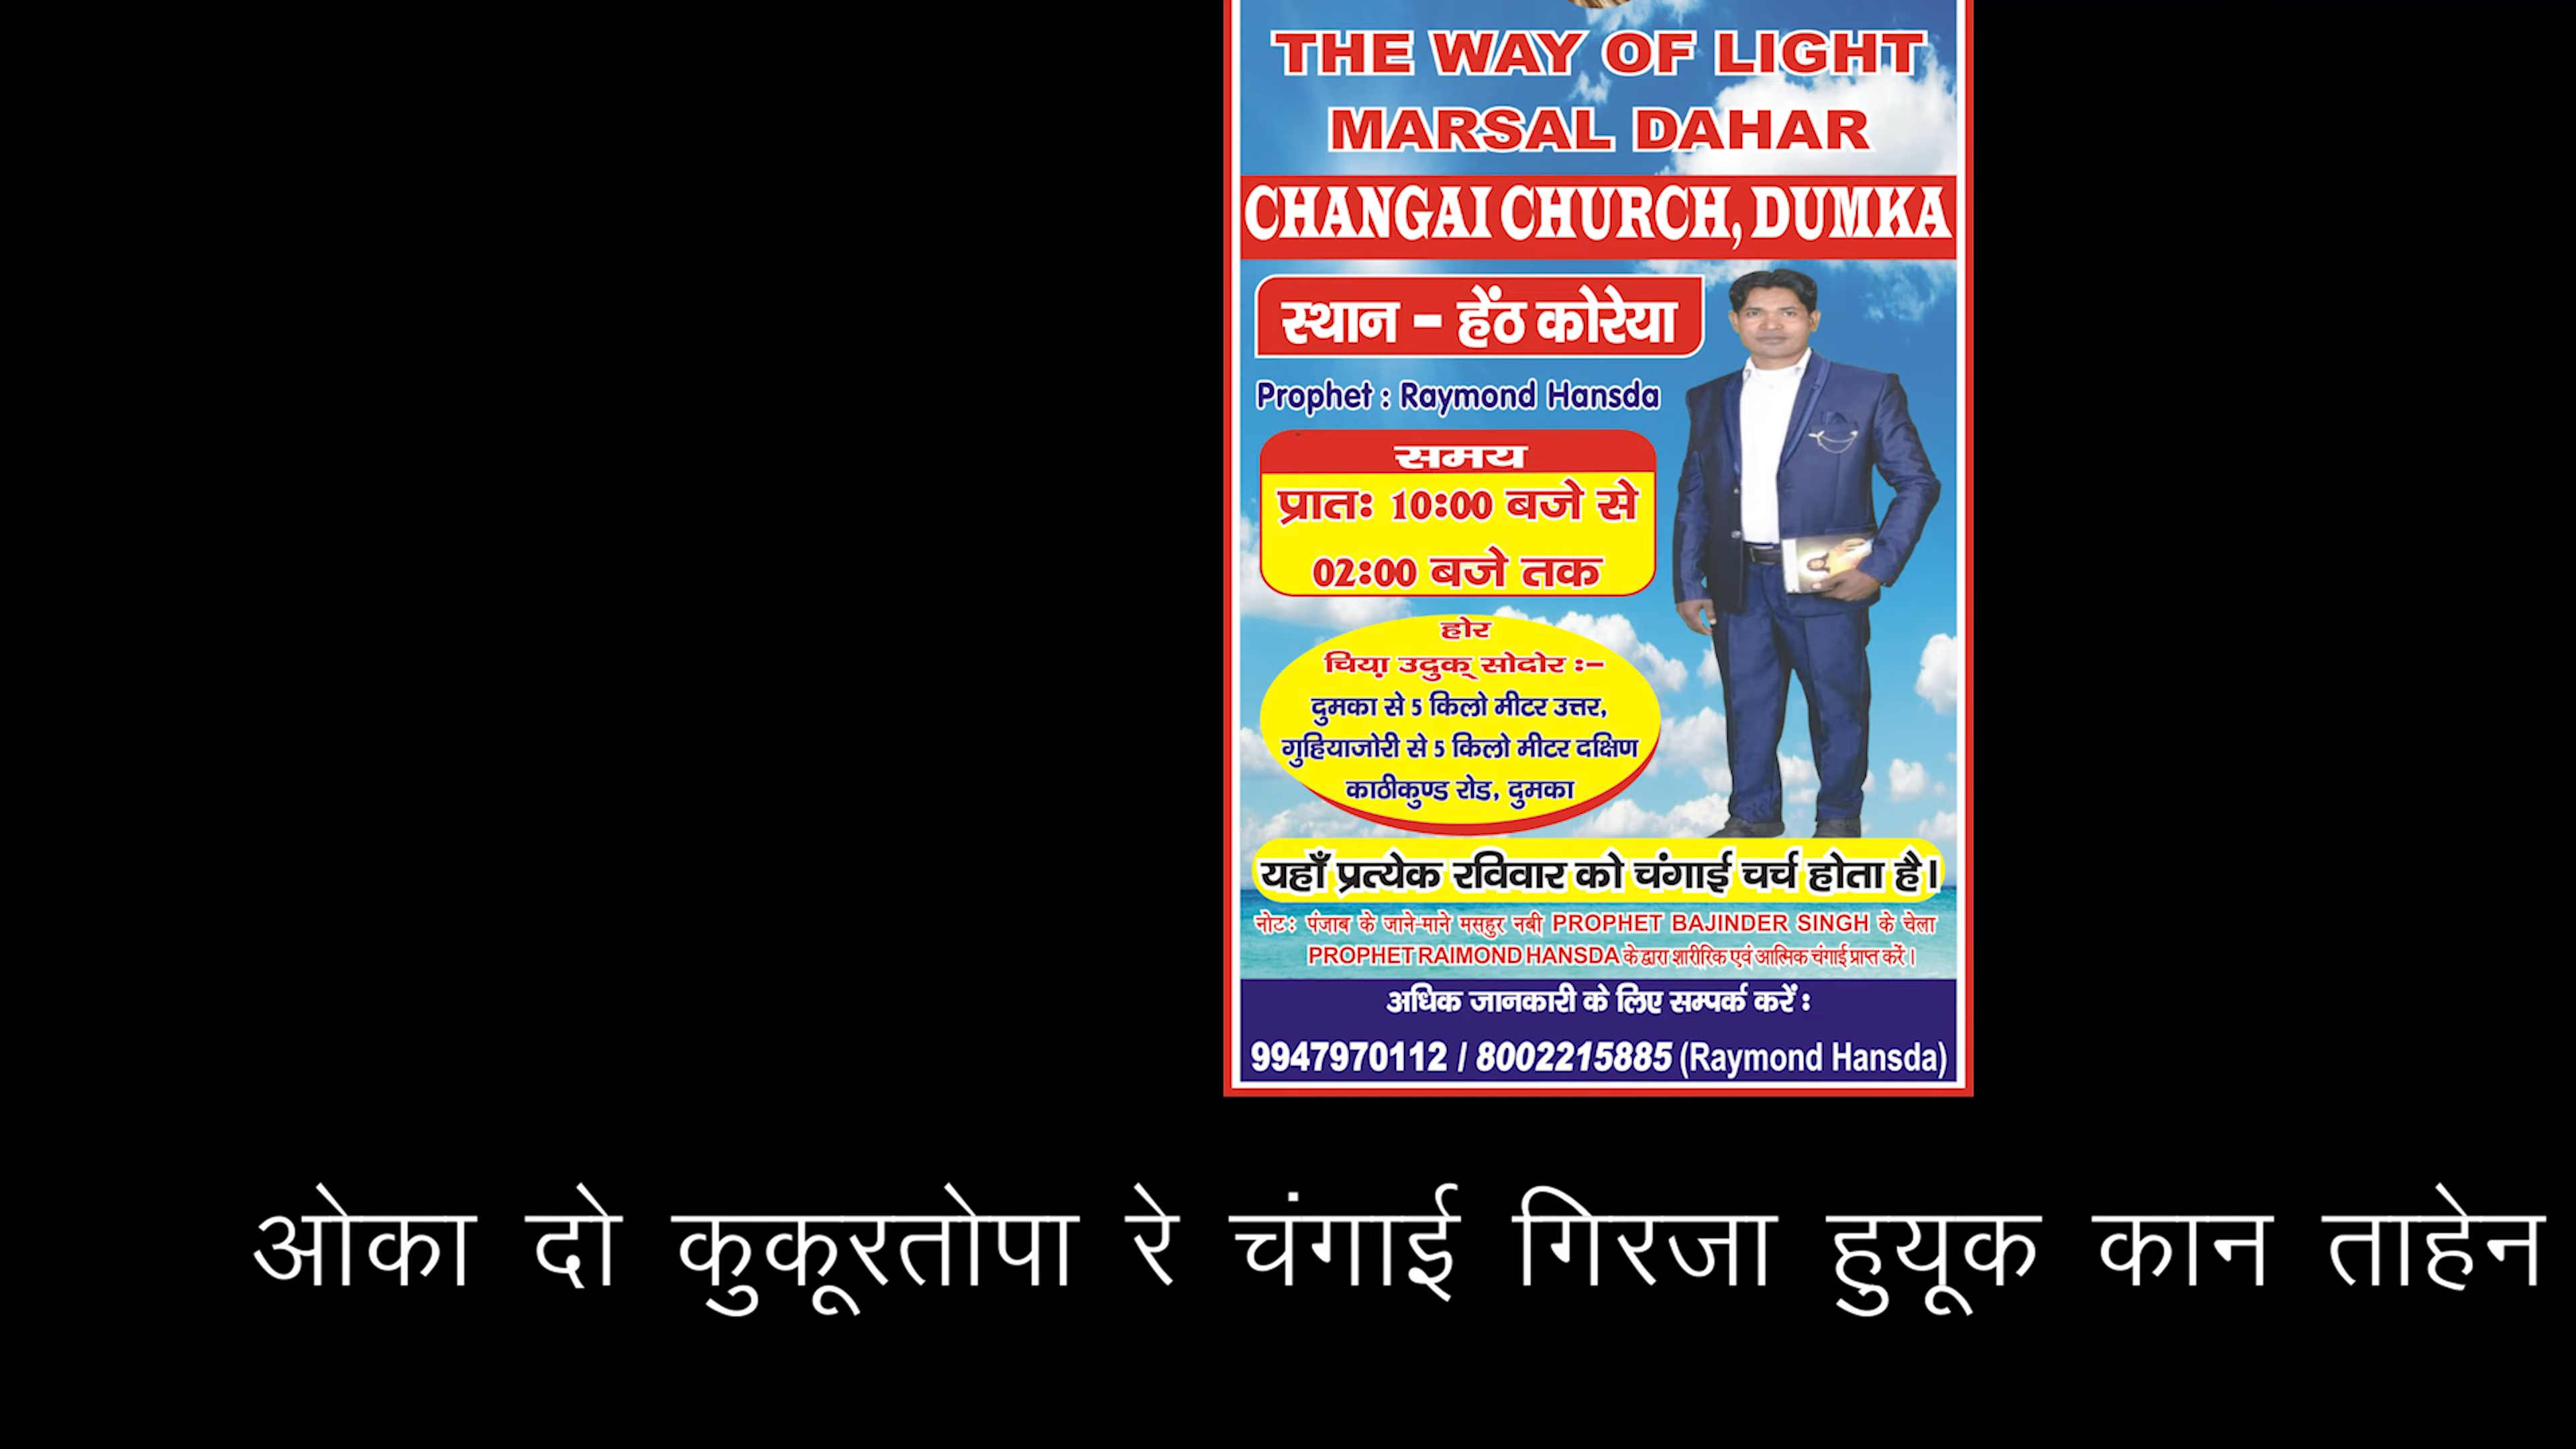 THE WAY OF LIGHT
MARSAL DAHAR
CHANGAI CHURCH, DUMKA
स्थान - हेंठ कोरेया
Prophet : Raymond Hansda
समय
प्रातः 10:00 बजे से
02:00 बजे तक
होर
चिया़ उदुक् सोदोर :-
दुमका से 5 किलो मीटर उत्तर,
गुहियाजोरी से 5 किलो मीटर दक्षिण
काठीकुण्ड रोड, दुमका
यहाँ प्रत्येक रविवार को चंगाई चर्च होता है।
नोट: पंजाब के जाने-माने मसहुर नबी PROPHET BAJINDER SINGH के चेला
PROPHET RAIMOND HANSDA के द्वारा शारीरिक एवं आत्मिक चंगाई प्राप्त करें।
अधिक जानकारी के लिए सम्पर्क करें :
9947970112 / 8002215885 (Raymond Hansda)
ओका दो कुकूरतोपा रे चंगाई गिरजा हुयूक कान ताहेन